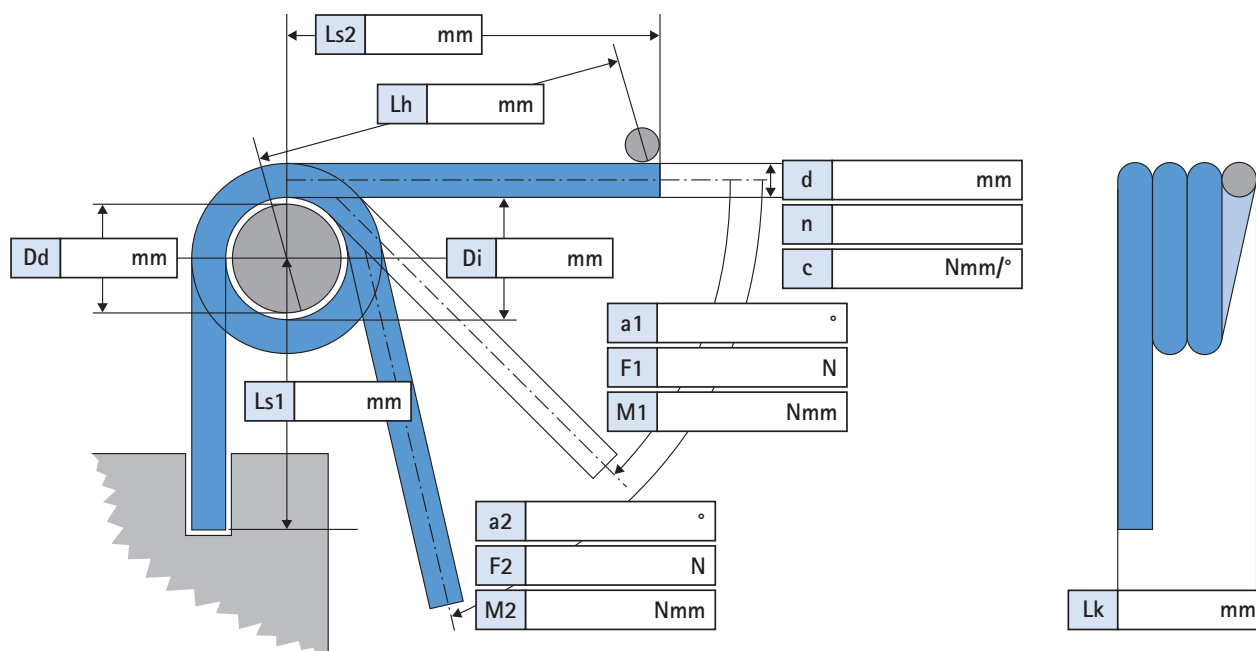 Ls2 mm
Lh mm
d mm
n
c Nmm/°
Dd mm
Di mm
a1 °
F1 N
M1 Nmm
Ls1 mm
a2 °
F2 N
M2 Nmm
Lk mm